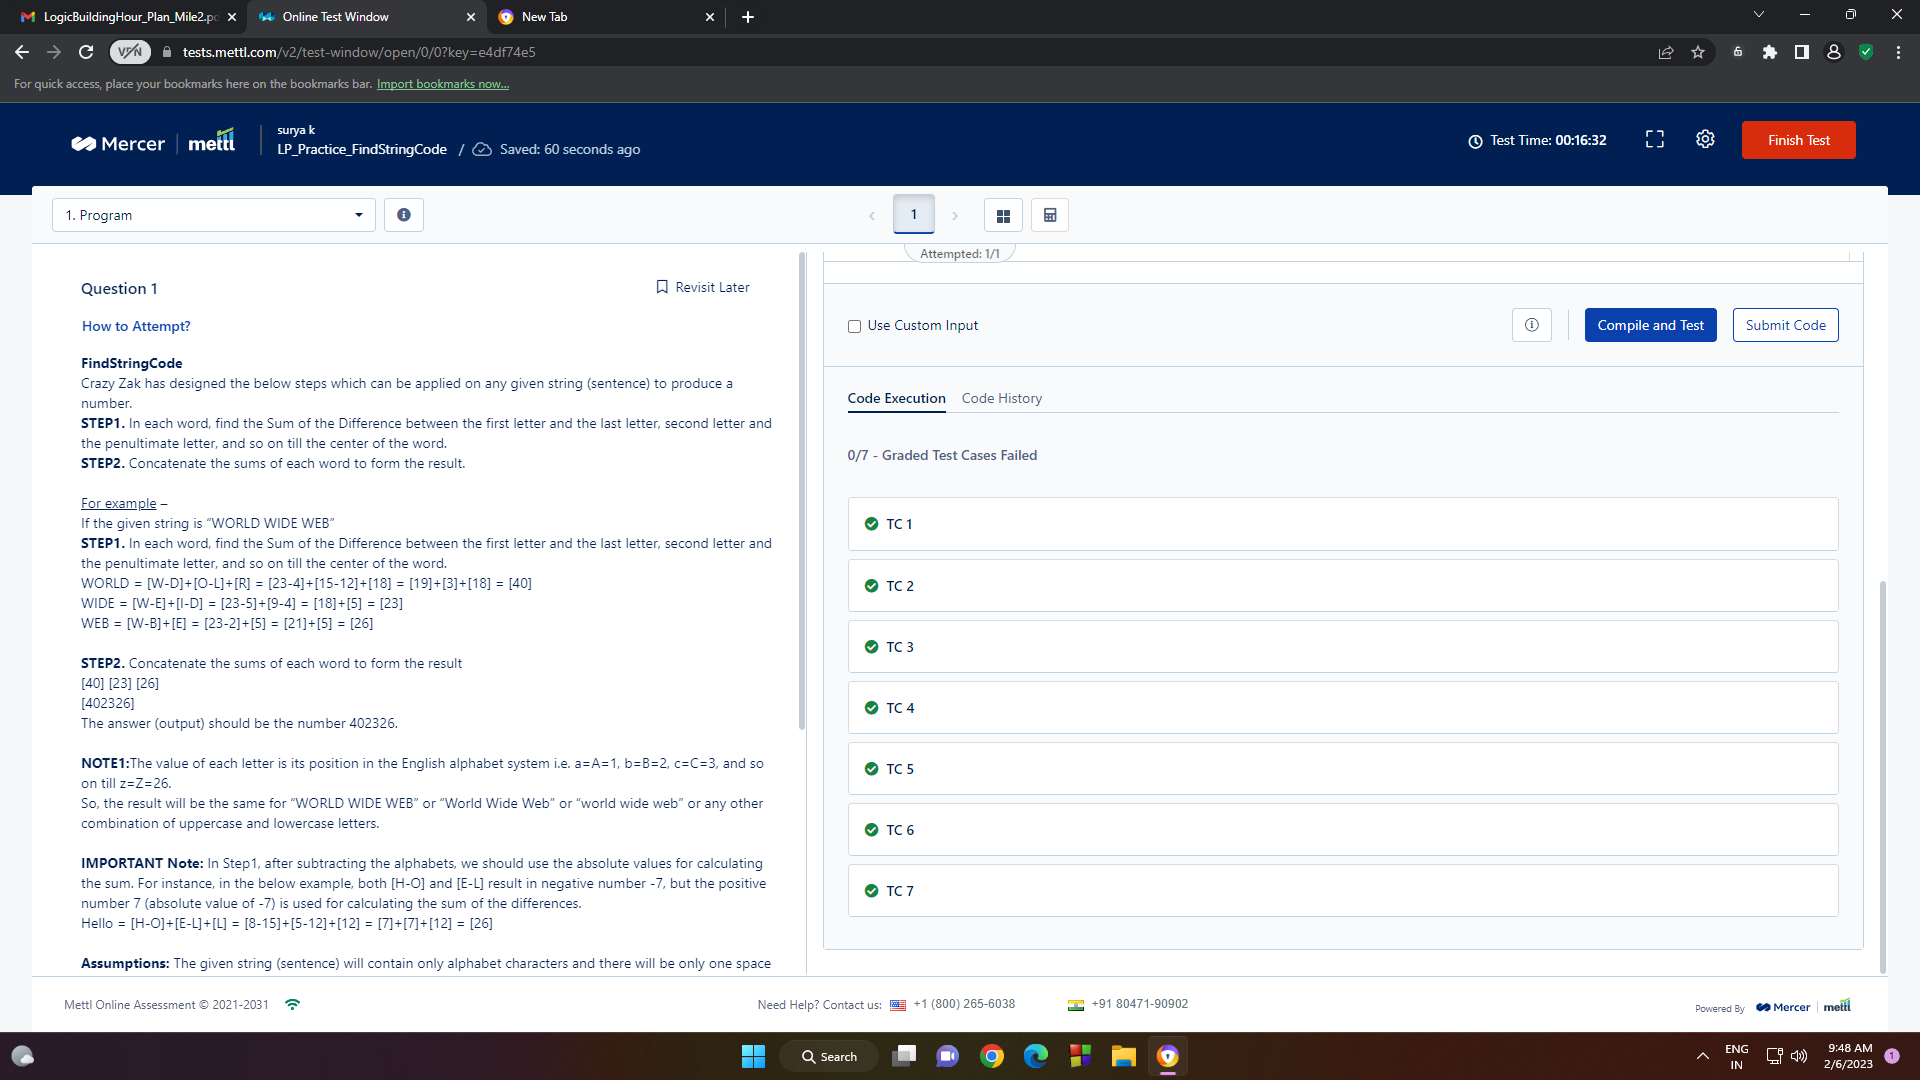 LogicBuildingHour_Plan_Mile2.pd
Online Test Window
New Tab
VPN
tests.mettl.com/v2/test-window/open/0/0?key=e4df74e5
For quick access, place your bookmarks here on the bookmarks bar. Import bookmarks now...
Mercer | mettl
surya k
LP_Practice_FindStringCode / Saved: 60 seconds ago
Test Time: 00:16:32
Finish Test
1. Program
1
Attempted: 1/1
Question 1
Revisit Later
How to Attempt?
FindStringCode
Crazy Zak has designed the below steps which can be applied on any given string (sentence) to produce a
number.
STEP1. In each word, find the Sum of the Difference between the first letter and the last letter, second letter and
the penultimate letter, and so on till the center of the word.
STEP2. Concatenate the sums of each word to form the result.
For example –
If the given string is “WORLD WIDE WEB”
STEP1. In each word, find the Sum of the Difference between the first letter and the last letter, second letter and
the penultimate letter, and so on till the center of the word.
WORLD = [W-D]+[O-L]+[R] = [23-4]+[15-12]+[18] = [19]+[3]+[18] = [40]
WIDE = [W-E]+[I-D] = [23-5]+[9-4] = [18]+[5] = [23]
WEB = [W-B]+[E] = [23-2]+[5] = [21]+[5] = [26]
STEP2. Concatenate the sums of each word to form the result
[40] [23] [26]
[402326]
The answer (output) should be the number 402326.
NOTE1:The value of each letter is its position in the English alphabet system i.e. a=A=1, b=B=2, c=C=3, and so
on till z=Z=26.
So, the result will be the same for “WORLD WIDE WEB” or “World Wide Web” or “world wide web” or any other
combination of uppercase and lowercase letters.
IMPORTANT Note: In Step1, after subtracting the alphabets, we should use the absolute values for calculating
the sum. For instance, in the below example, both [H-O] and [E-L] result in negative number -7, but the positive
number 7 (absolute value of -7) is used for calculating the sum of the differences.
Hello = [H-O]+[E-L]+[L] = [8-15]+[5-12]+[12] = [7]+[7]+[12] = [26]
Assumptions: The given string (sentence) will contain only alphabet characters and there will be only one space
Use Custom Input
Compile and Test
Submit Code
Code Execution
Code History
0/7 - Graded Test Cases Failed
TC 1
TC 2
TC 3
TC 4
TC 5
TC 6
TC 7
Mettl Online Assessment © 2021-2031
Need Help? Contact us: +1 (800) 265-6038
+91 80471-90902
Powered By Mercer | mettl
Search
ENG
IN
9:48 AM
2/6/2023
1